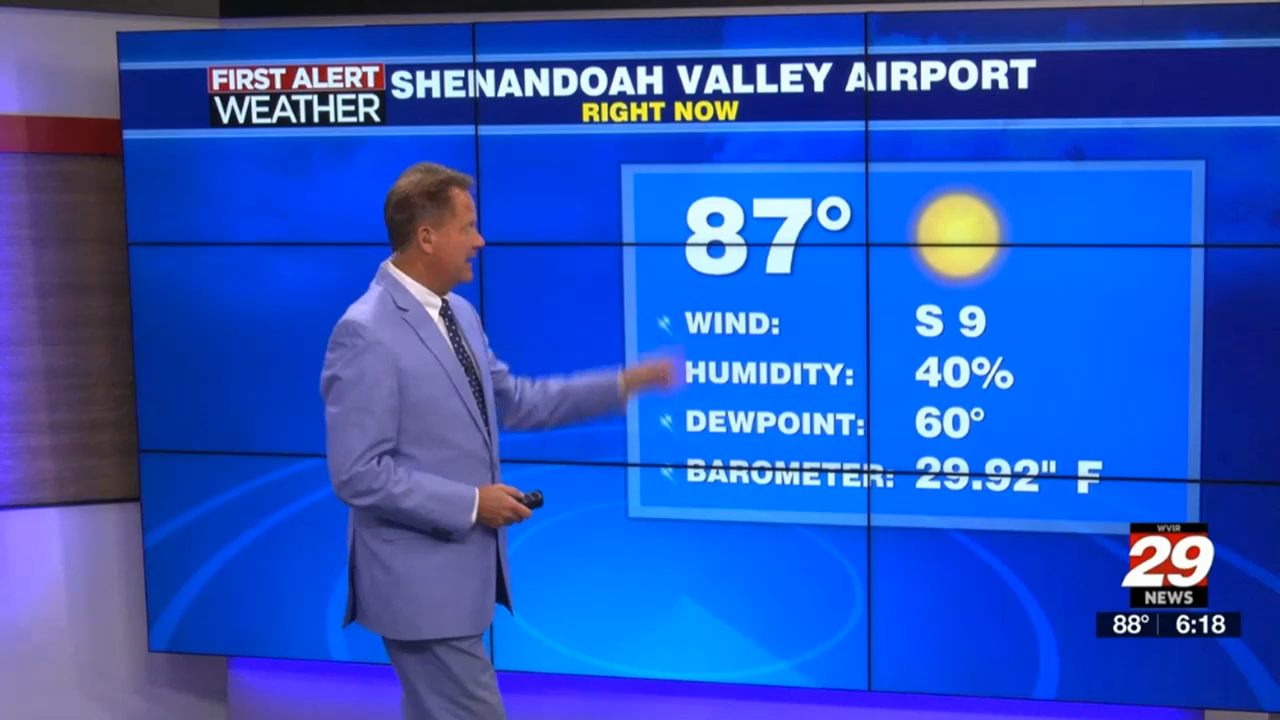 FIRST ALERT
WEATHER
SHENANDOAH VALLEY AIRPORT
RIGHT NOW
87°
WIND: S 9
HUMIDITY: 40%
DEWPOINT: 60°
BAROMETER: 29.92" F
WVIR
29
NEWS
88° 6:18